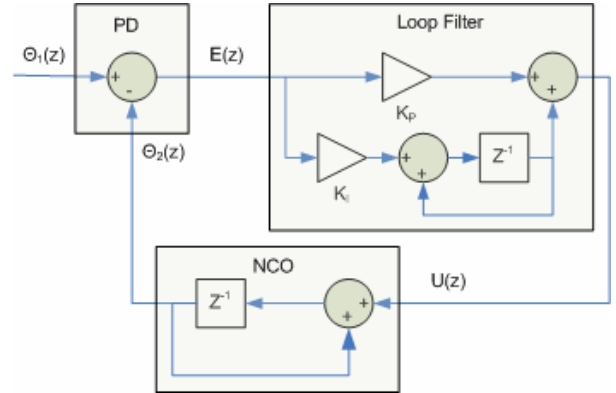 PD
Loop Filter
Θ₁(z)
E(z)
+
-
+
+
K_P
Θ₂(z)
+
+
Z⁻¹
K_I
NCO
U(z)
Z⁻¹
+
+